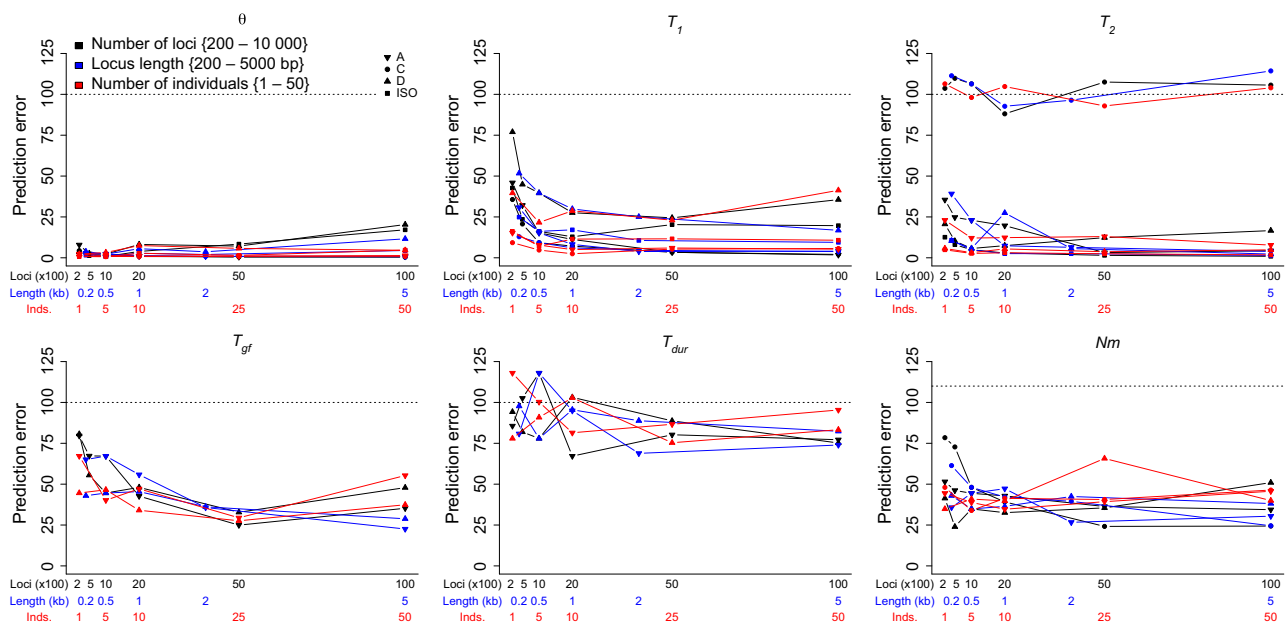 θ
Number of loci {200 – 10 000}
Locus length {200 – 5000 bp}
Number of individuals {1 – 50}
A
C
D
ISO
Prediction error
125
100
75
50
25
0
Loci (x100) 2 5 10 20 50 100
Length (kb) 0.2 0.5 1 2 5
Inds. 1 5 10 25 50
T1
Prediction error
125
100
75
50
25
0
Loci (x100) 2 5 10 20 50 100
Length (kb) 0.2 0.5 1 2 5
Inds. 1 5 10 25 50
T2
Prediction error
125
100
75
50
25
0
Loci (x100) 2 5 10 20 50 100
Length (kb) 0.2 0.5 1 2 5
Inds. 1 5 10 25 50
Tgf
Prediction error
125
100
75
50
25
0
Loci (x100) 2 5 10 20 50 100
Length (kb) 0.2 0.5 1 2 5
Inds. 1 5 10 25 50
Tdur
Prediction error
125
100
75
50
25
0
Loci (x100) 2 5 10 20 50 100
Length (kb) 0.2 0.5 1 2 5
Inds. 1 5 10 25 50
Nm
Prediction error
125
100
75
50
25
0
Loci (x100) 2 5 10 20 50 100
Length (kb) 0.2 0.5 1 2 5
Inds. 1 5 10 25 50